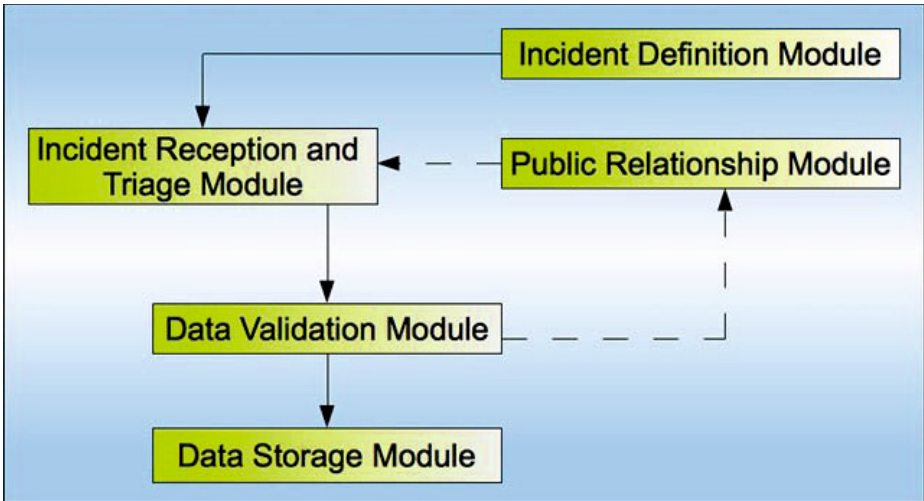 Incident Definition Module
Incident Reception and
Triage Module
Public Relationship Module
Data Validation Module
Data Storage Module